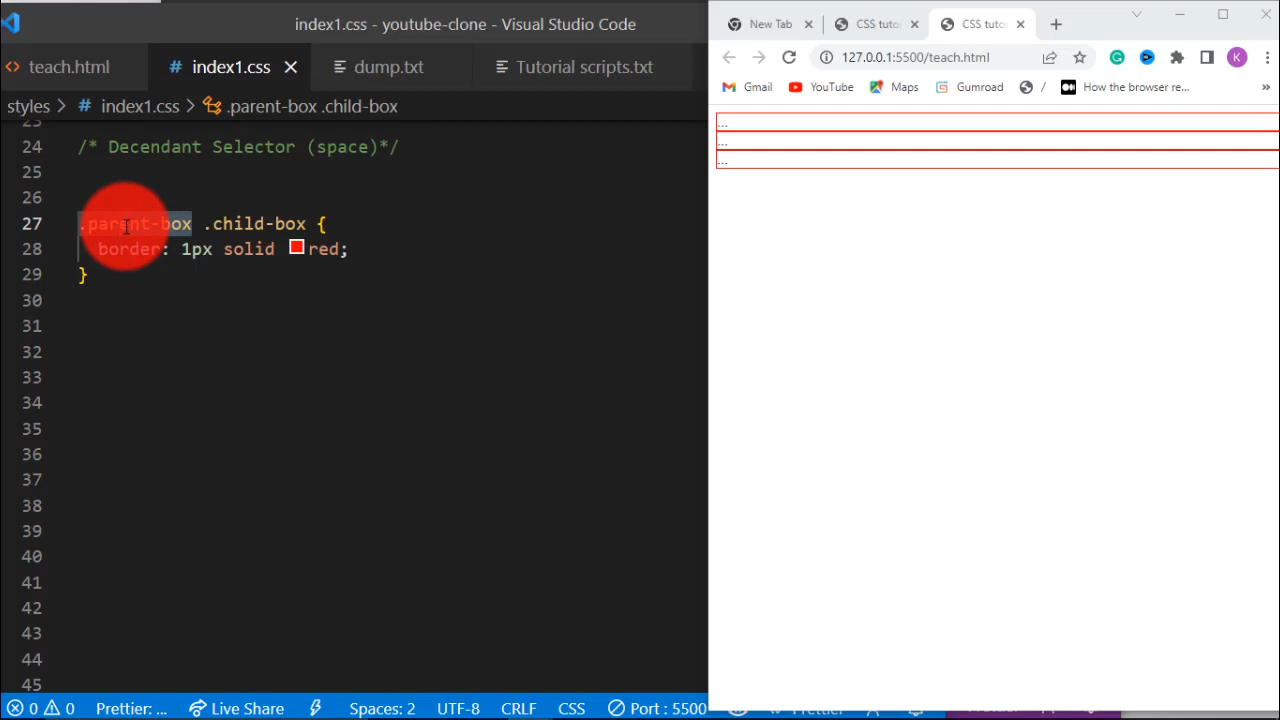 index1.css - youtube-clone - Visual Studio Code
teach.html
index1.css
dump.txt
Tutorial scripts.txt
styles > # index1.css > .parent-box .child-box
23
24 /* Decendant Selector (space)*/
25
26
27 .parent-box .child-box {
28 border: 1px solid red;
29 }
30
31
32
33
34
35
36
37
38
39
40
41
42
43
44
45
0 0 Prettier: ... Live Share Spaces: 2 UTF-8 CRLF CSS Port : 5500
New Tab
CSS tuto
CSS tuto
127.0.0.1:5500/teach.html
K
Gmail YouTube Maps Gumroad / How the browser re... »
...
...
...